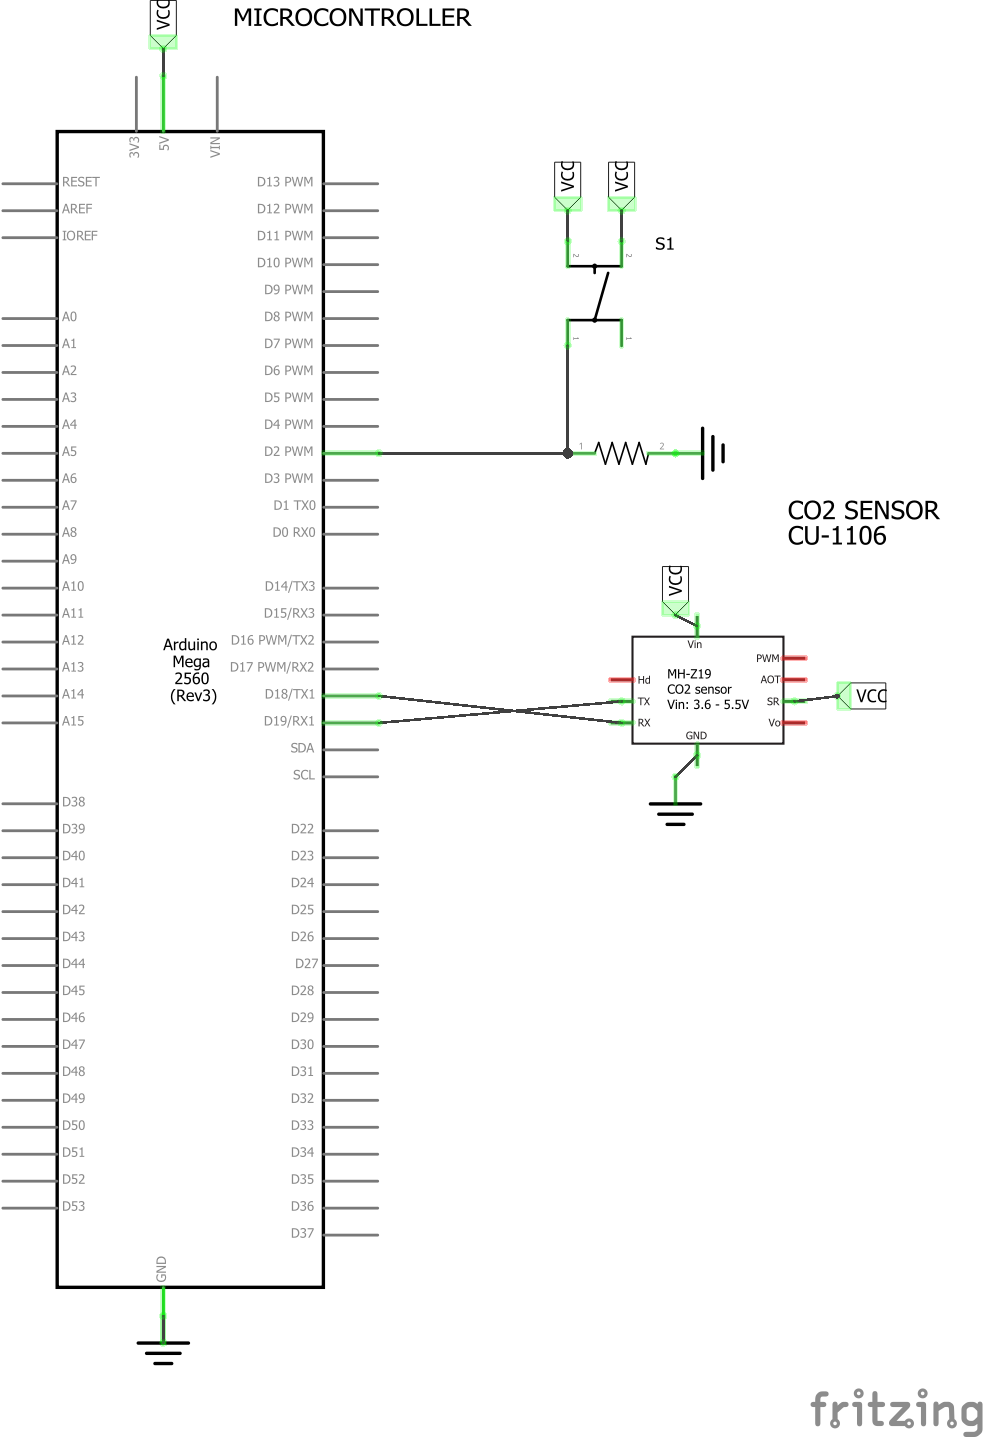 VCC
MICROCONTROLLER
3V3
5V
VIN
RESET
AREF
IOREF
A0
A1
A2
A3
A4
A5
A6
A7
A8
A9
A10
A11
A12
A13
A14
A15
D38
D39
D40
D41
D42
D43
D44
D45
D46
D47
D48
D49
D50
D51
D52
D53
Arduino
Mega
2560
(Rev3)
D13 PWM
D12 PWM
D11 PWM
D10 PWM
D9 PWM
D8 PWM
D7 PWM
D6 PWM
D5 PWM
D4 PWM
D2 PWM
D3 PWM
D1 TX0
D0 RX0
D14/TX3
D15/RX3
D16 PWM/TX2
D17 PWM/RX2
D18/TX1
D19/RX1
SDA
SCL
D22
D23
D24
D25
D26
D27
D28
D29
D30
D31
D32
D33
D34
D35
D36
D37
GND
VCC
VCC
S1
2
2
1
1
1
2
CO2 SENSOR
CU-1106
VCC
Vin
MH-Z19
CO2 sensor
Vin: 3.6 - 5.5V
Hd
TX
RX
PWM
AOT
SR
Vo
GND
VCC
fritzing